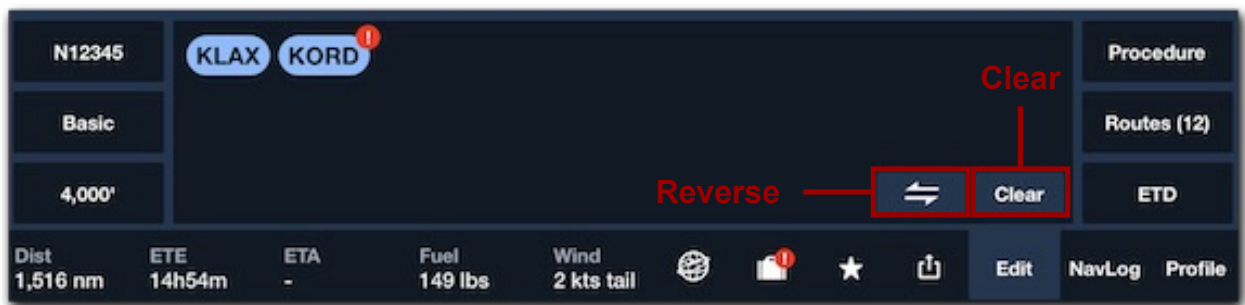 N12345
KLAX KORD !
Procedure
Clear
Basic
Routes (12)
4,000'
Reverse
Clear
ETD
Dist ETE ETA Fuel Wind
1,516 nm 14h54m - 149 lbs 2 kts tail ! Edit NavLog Profile